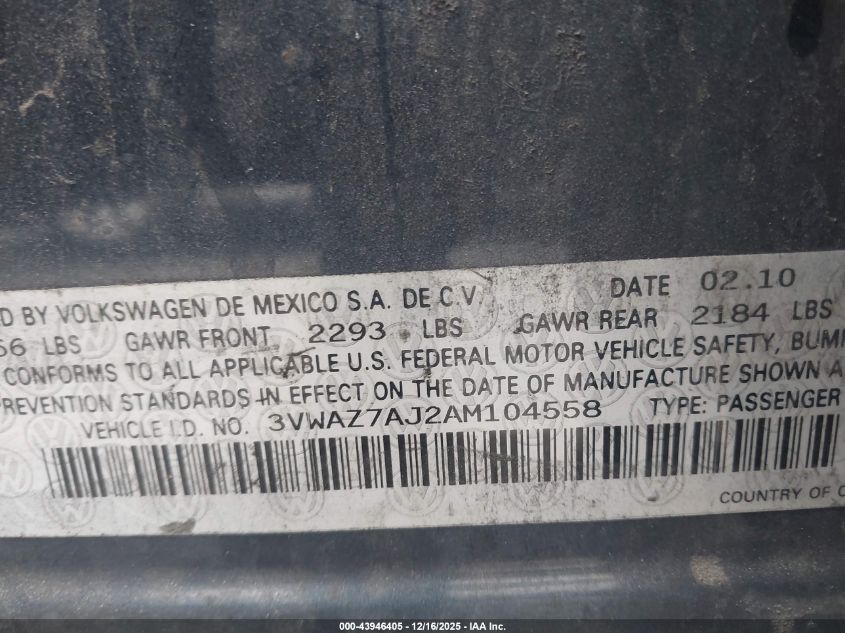 D BY VOLKSWAGEN DE MEXICO S.A. DE C.V. DATE 02.10
56 LBS GAWR FRONT 2293 LBS GAWR REAR 2184 LBS
CONFORMS TO ALL APPLICABLE U.S. FEDERAL MOTOR VEHICLE SAFETY, BUM
PREVENTION STANDARDS IN EFFECT ON THE DATE OF MANUFACTURE SHOWN A
VEHICLE I.D. NO. 3VWAZ7AJ2AM104558 TYPE: PASSENGER
COUNTRY OF
000-43946405 - 12/16/2025 - IAA Inc.